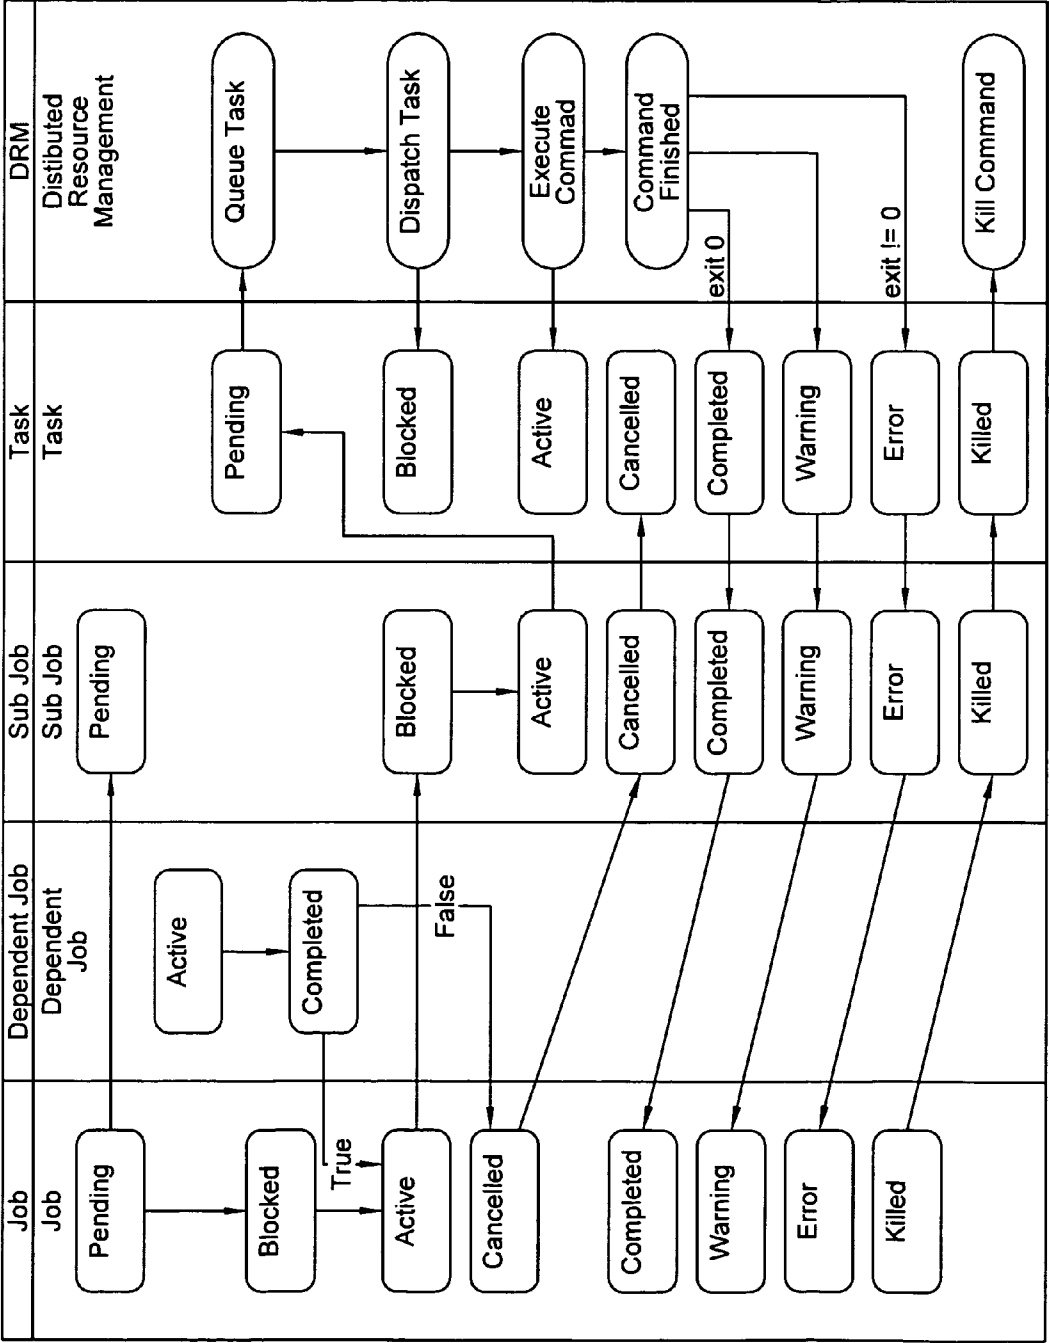 Job
Dependent Job
Sub Job
Task
DRM
Job
Dependent
Job
Sub Job
Task
Distibuted
Resource
Management
Pending
Blocked
True
Active
Cancelled
Completed
Warning
Error
Killed
Active
Completed
False
Pending
Blocked
Active
Cancelled
Completed
Warning
Error
Killed
Pending
Blocked
Active
Cancelled
Completed
Warning
Error
Killed
Queue Task
Dispatch Task
Execute
Commad
Command
Finished
exit 0
exit != 0
Kill Command